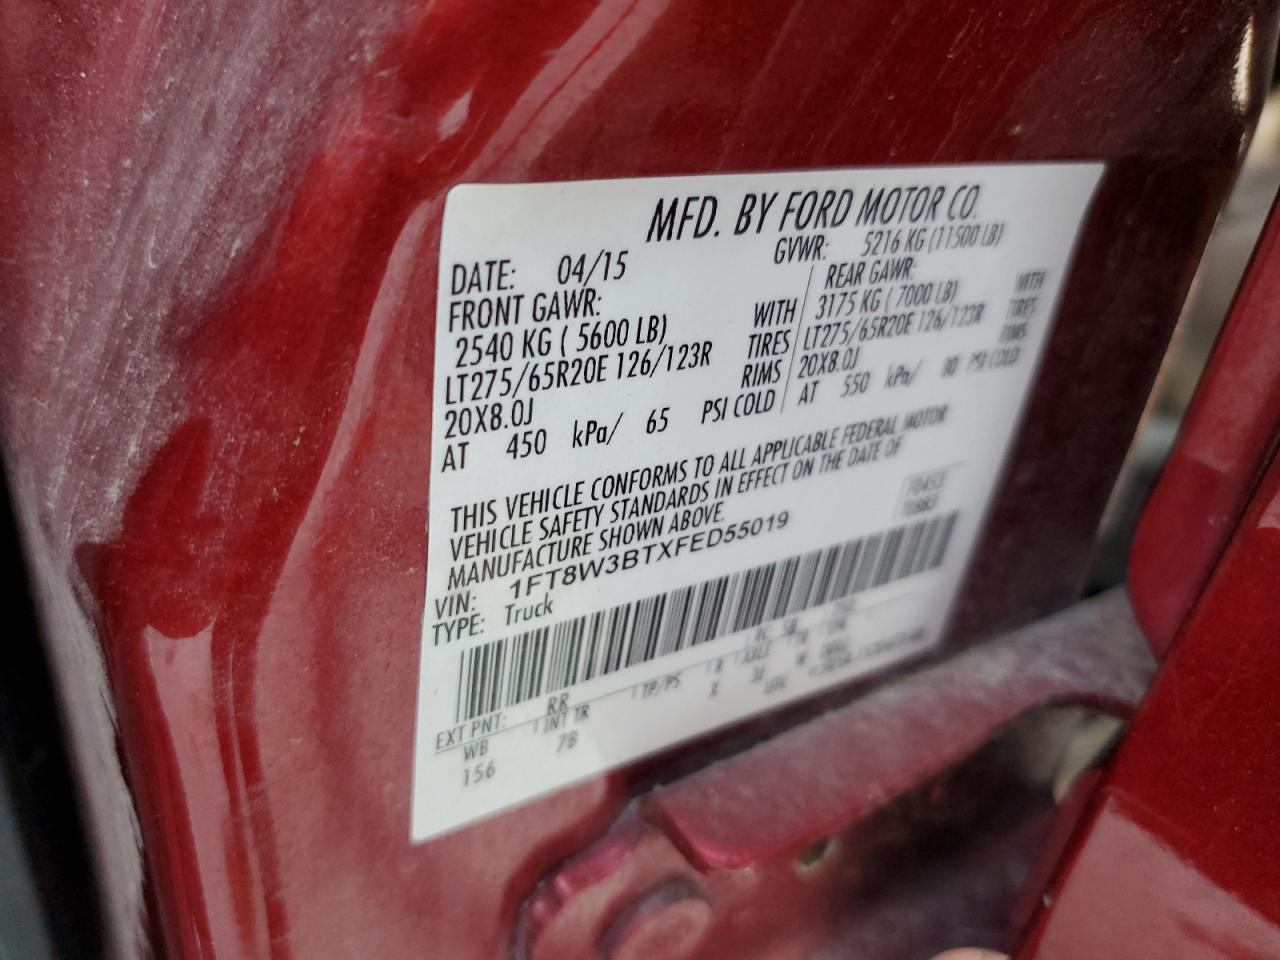 MFD. BY FORD MOTOR CO.
DATE: 04/15 GVWR: 5216 KG (11500 LB)
FRONT GAWR: REAR GAWR:
2540 KG ( 5600 LB) WITH 3175 KG ( 7000 LB) WITH
LT275/65R20E 126/123R TIRES LT275/65R20E 126/123R TIRES
20X8.0J RIMS 20X8.0J RIMS
AT 450 kPa/ 65 PSI COLD AT 550 kPa/ 80 PSI COLD
THIS VEHICLE CONFORMS TO ALL APPLICABLE FEDERAL MOTOR
VEHICLE SAFETY STANDARDS IN EFFECT ON THE DATE OF
MANUFACTURE SHOWN ABOVE.
VIN: 1FT8W3BTXFED55019
TYPE: Truck
EXT PNT: RR
WB INT TR TP/PS R AXLE TR
156 7B X